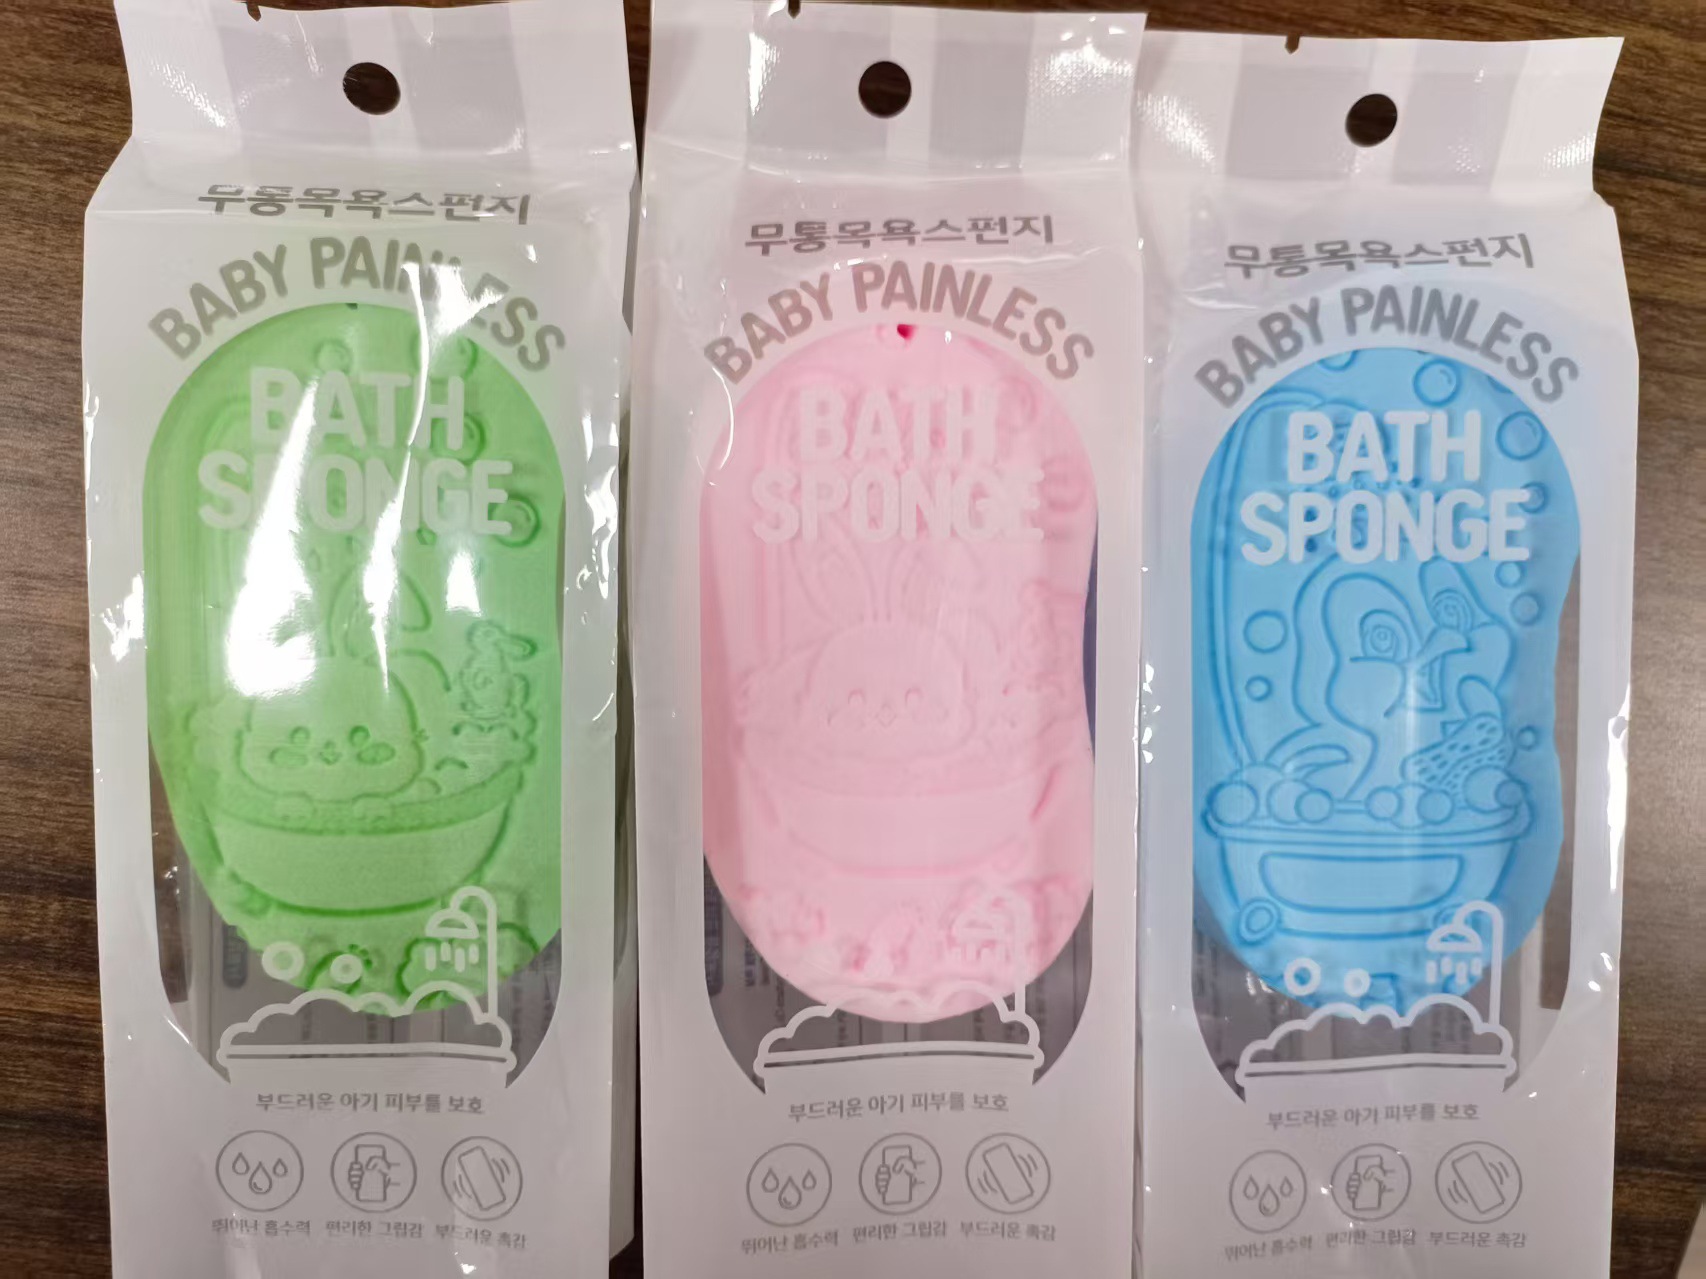 무통목욕스펀지
BABY PAINLESS
BATH
SPONGE
부드러운 아기 피부를 보호
뛰어난 흡수력 편리한 그립감 부드러운 촉감
무통목욕스펀지
BABY PAINLESS
BATH
SPONGE
부드러운 아기 피부를 보호
뛰어난 흡수력 편리한 그립감 부드러운 촉감
무통목욕스펀지
BABY PAINLESS
BATH
SPONGE
부드러운 아기 피부를 보호
뛰어난 흡수력 편리한 그립감 부드러운 촉감